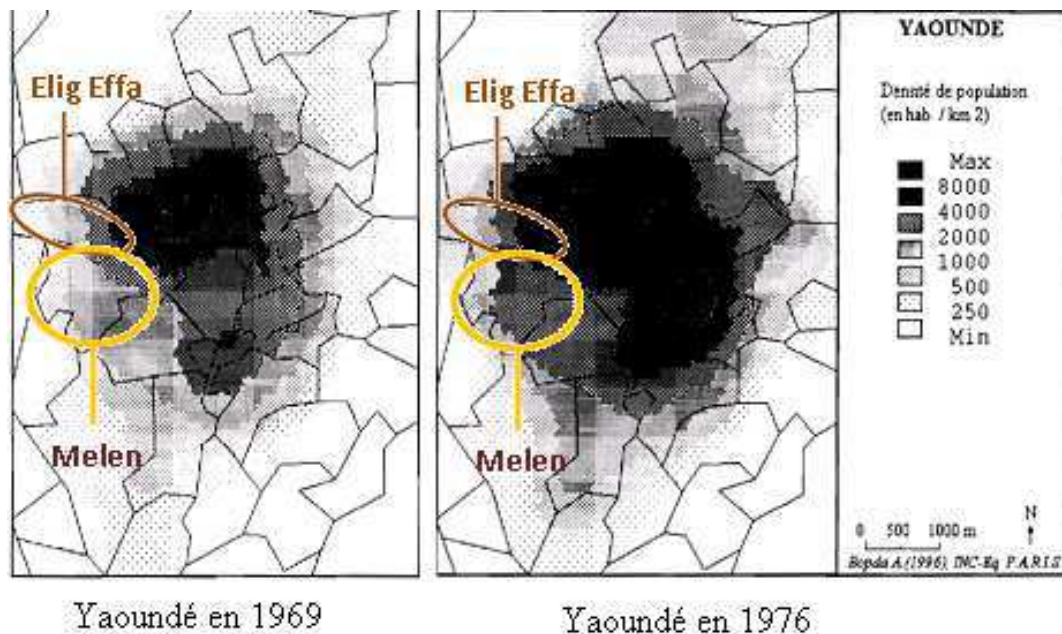 Elig Effa
Melen
Yaoundé en 1969
Elig Effa
Melen
Yaoundé en 1976
YAOUNDE
Densité de population
(en hab. / km 2)
Max
8000
4000
2000
1000
500
250
Min
N
0 500 1000 m
Bopda A (1996), INC-Eq. P.A.R.I.S